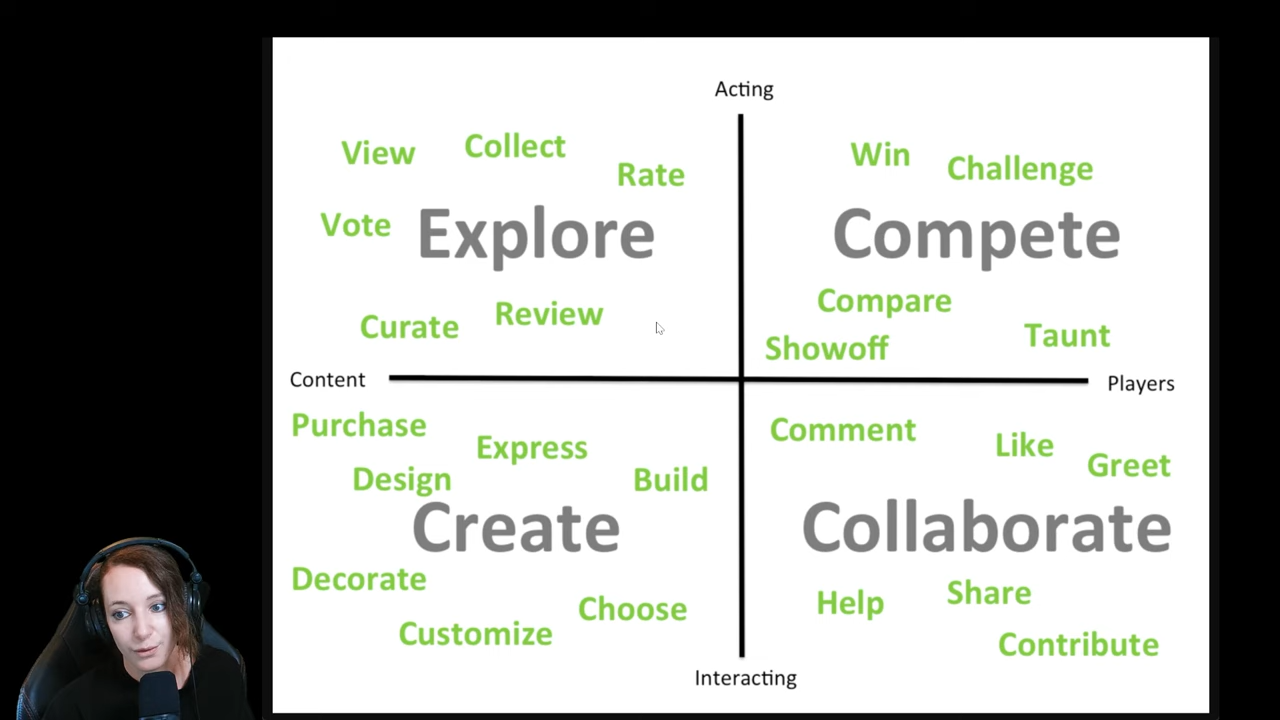 Acting
View
Collect
Rate
Vote
Explore
Curate
Review
Win
Challenge
Compete
Compare
Showoff
Taunt
Content
Players
Purchase
Express
Design
Build
Create
Decorate
Choose
Customize
Comment
Like
Greet
Collaborate
Help
Share
Contribute
Interacting